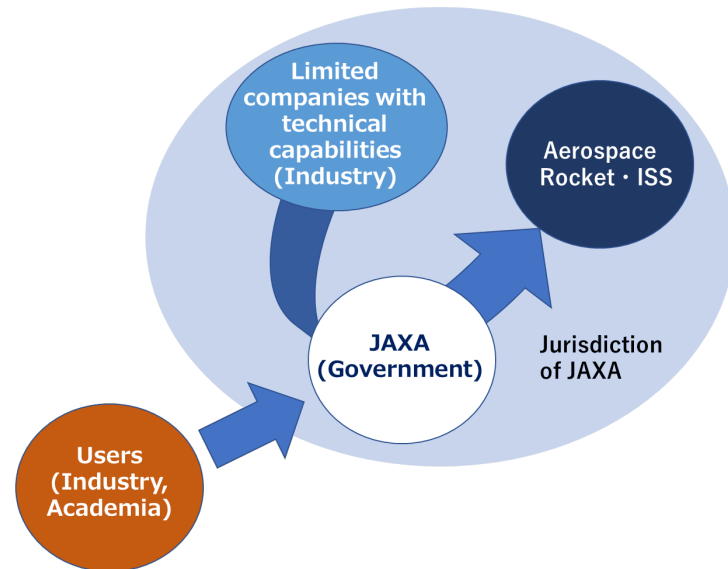 Limited
companies with
technical
capabilities
(Industry)
Aerospace
Rocket・ISS
JAXA
(Government)
Jurisdiction
of JAXA
Users
(Industry,
Academia)